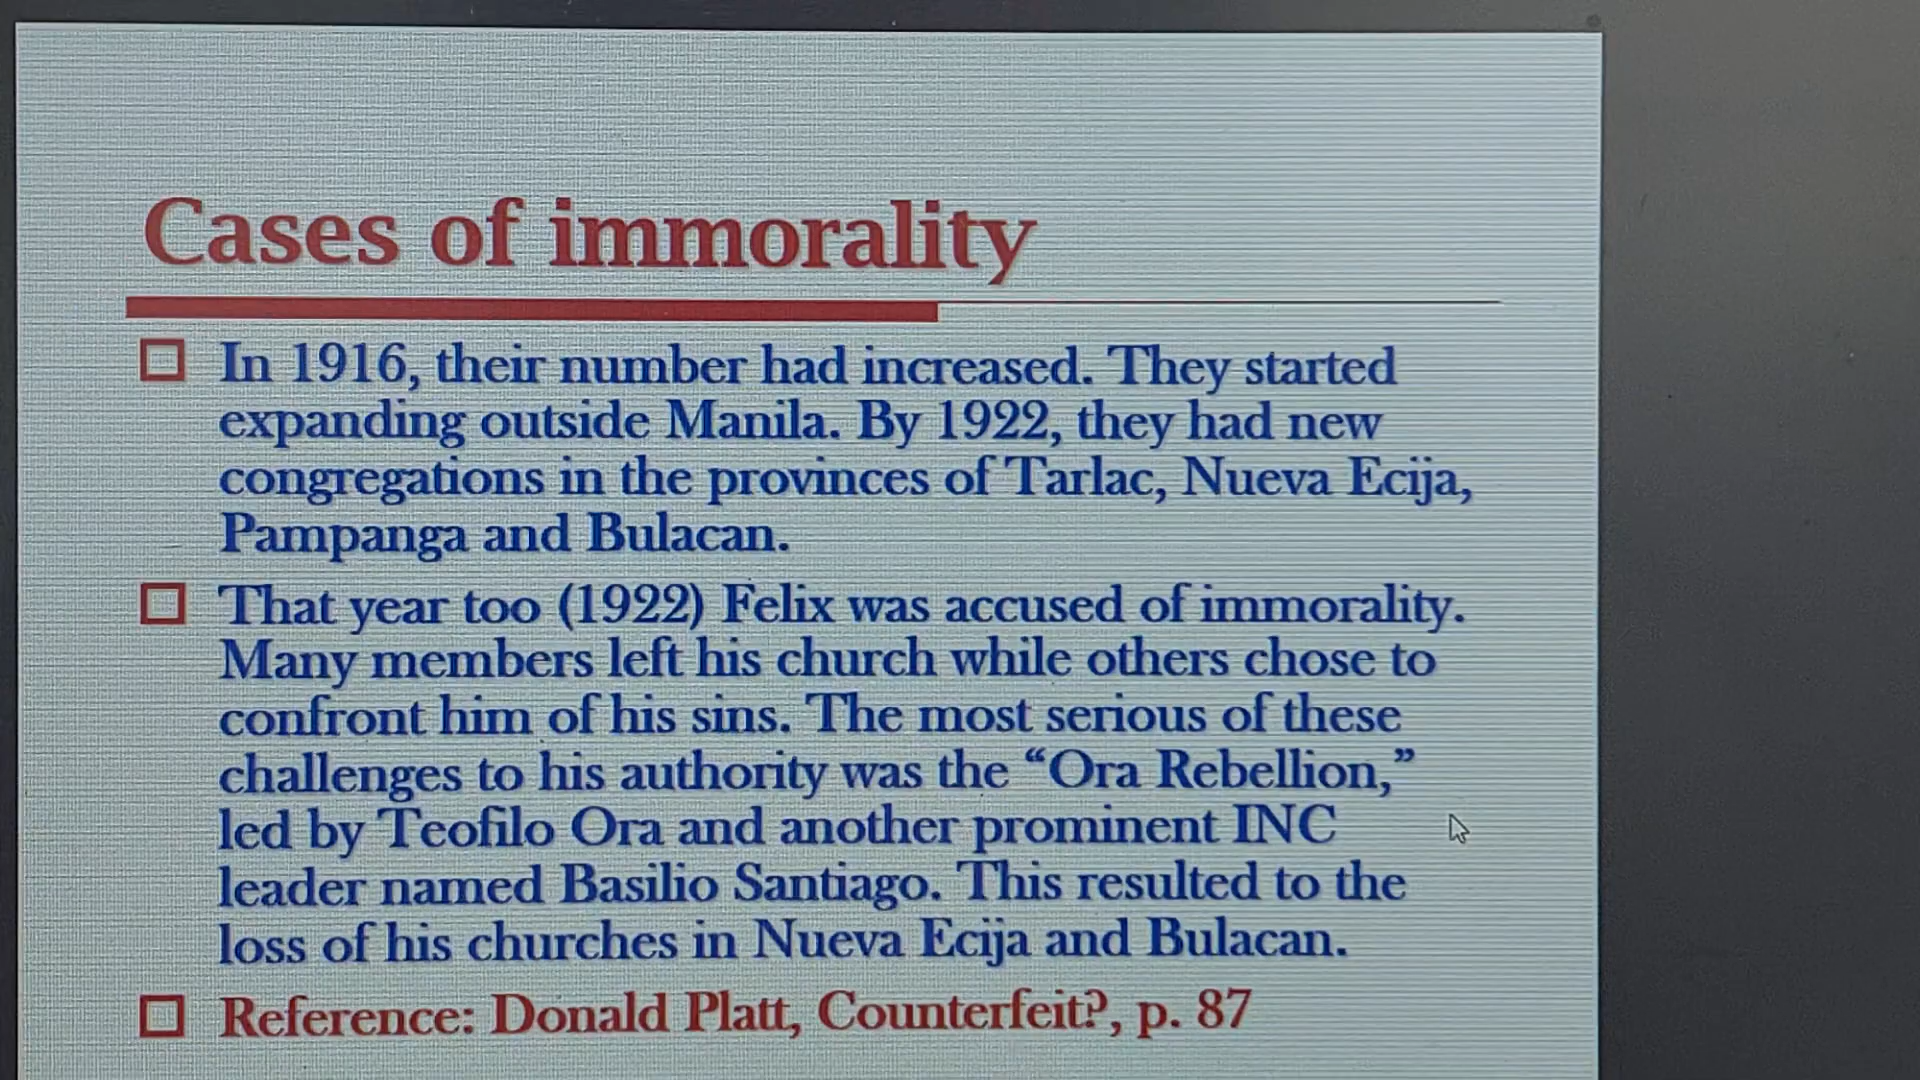 Cases of immorality
In 1916, their number had increased. They started
expanding outside Manila. By 1922, they had new
congregations in the provinces of Tarlac, Nueva Ecija,
Pampanga and Bulacan.
That year too (1922) Felix was accused of immorality.
Many members left his church while others chose to
confront him of his sins. The most serious of these
challenges to his authority was the “Ora Rebellion,”
led by Teofilo Ora and another prominent INC
leader named Basilio Santiago. This resulted to the
loss of his churches in Nueva Ecija and Bulacan.
Reference: Donald Platt, Counterfeit?, p. 87